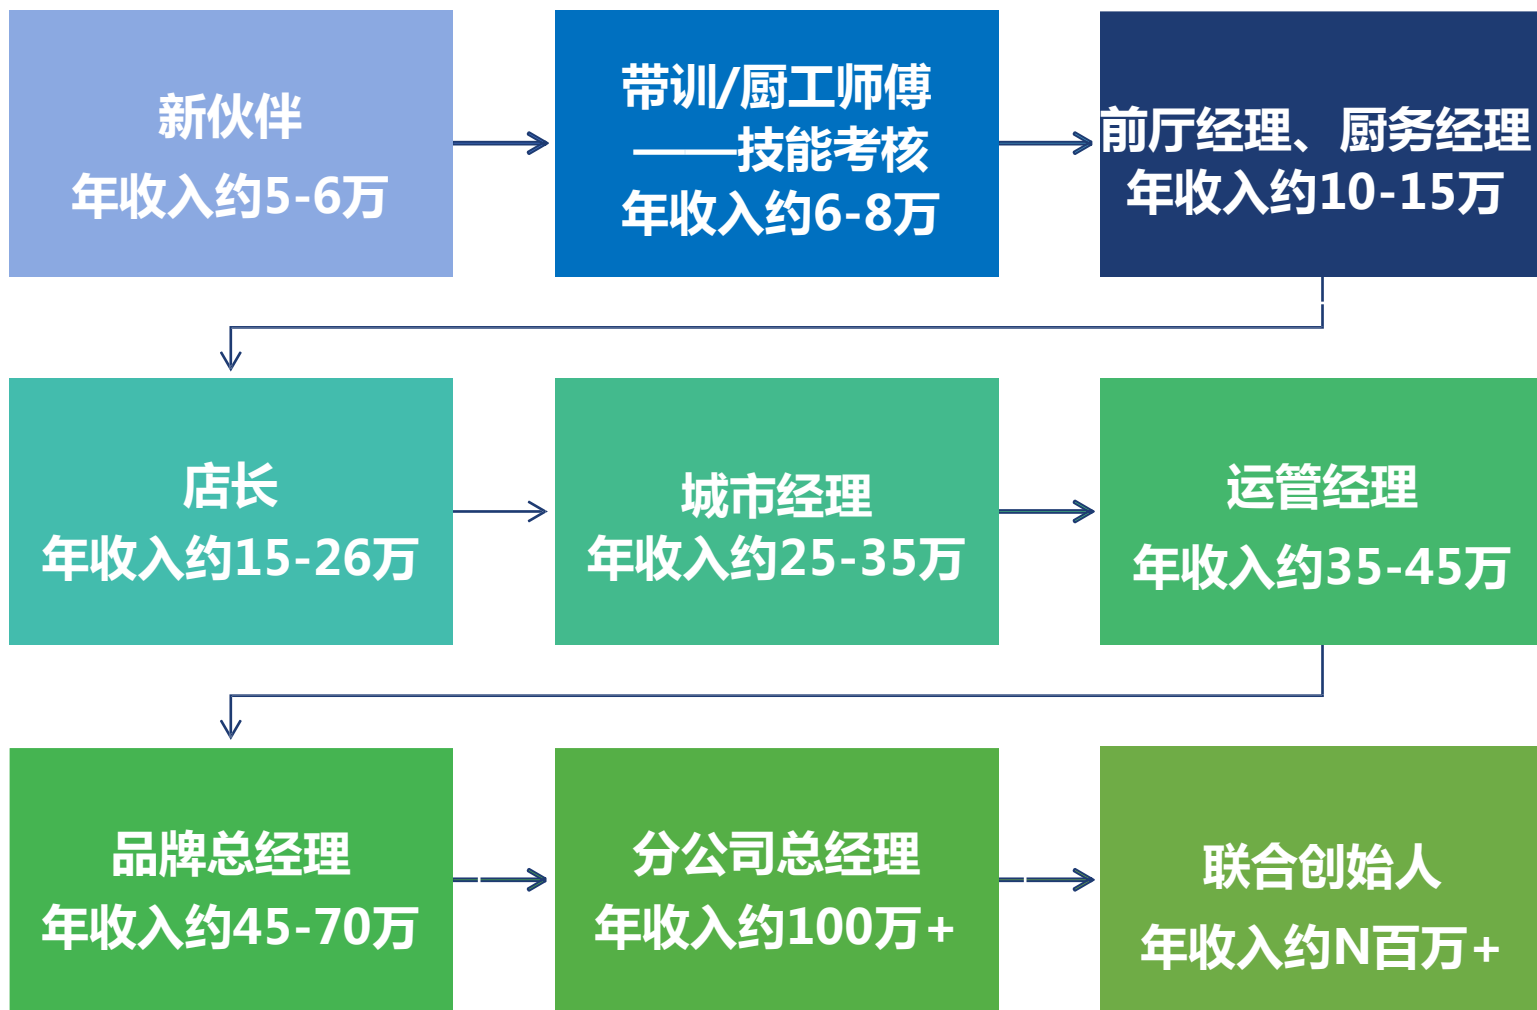 新伙伴
年收入约5-6万
带训/厨工师傅
——技能考核
年收入约6-8万
前厅经理、厨务经理
年收入约10-15万
店长
年收入约15-26万
城市经理
年收入约25-35万
运管经理
年收入约35-45万
品牌总经理
年收入约45-70万
分公司总经理
年收入约100万+
联合创始人
年收入约N百万+